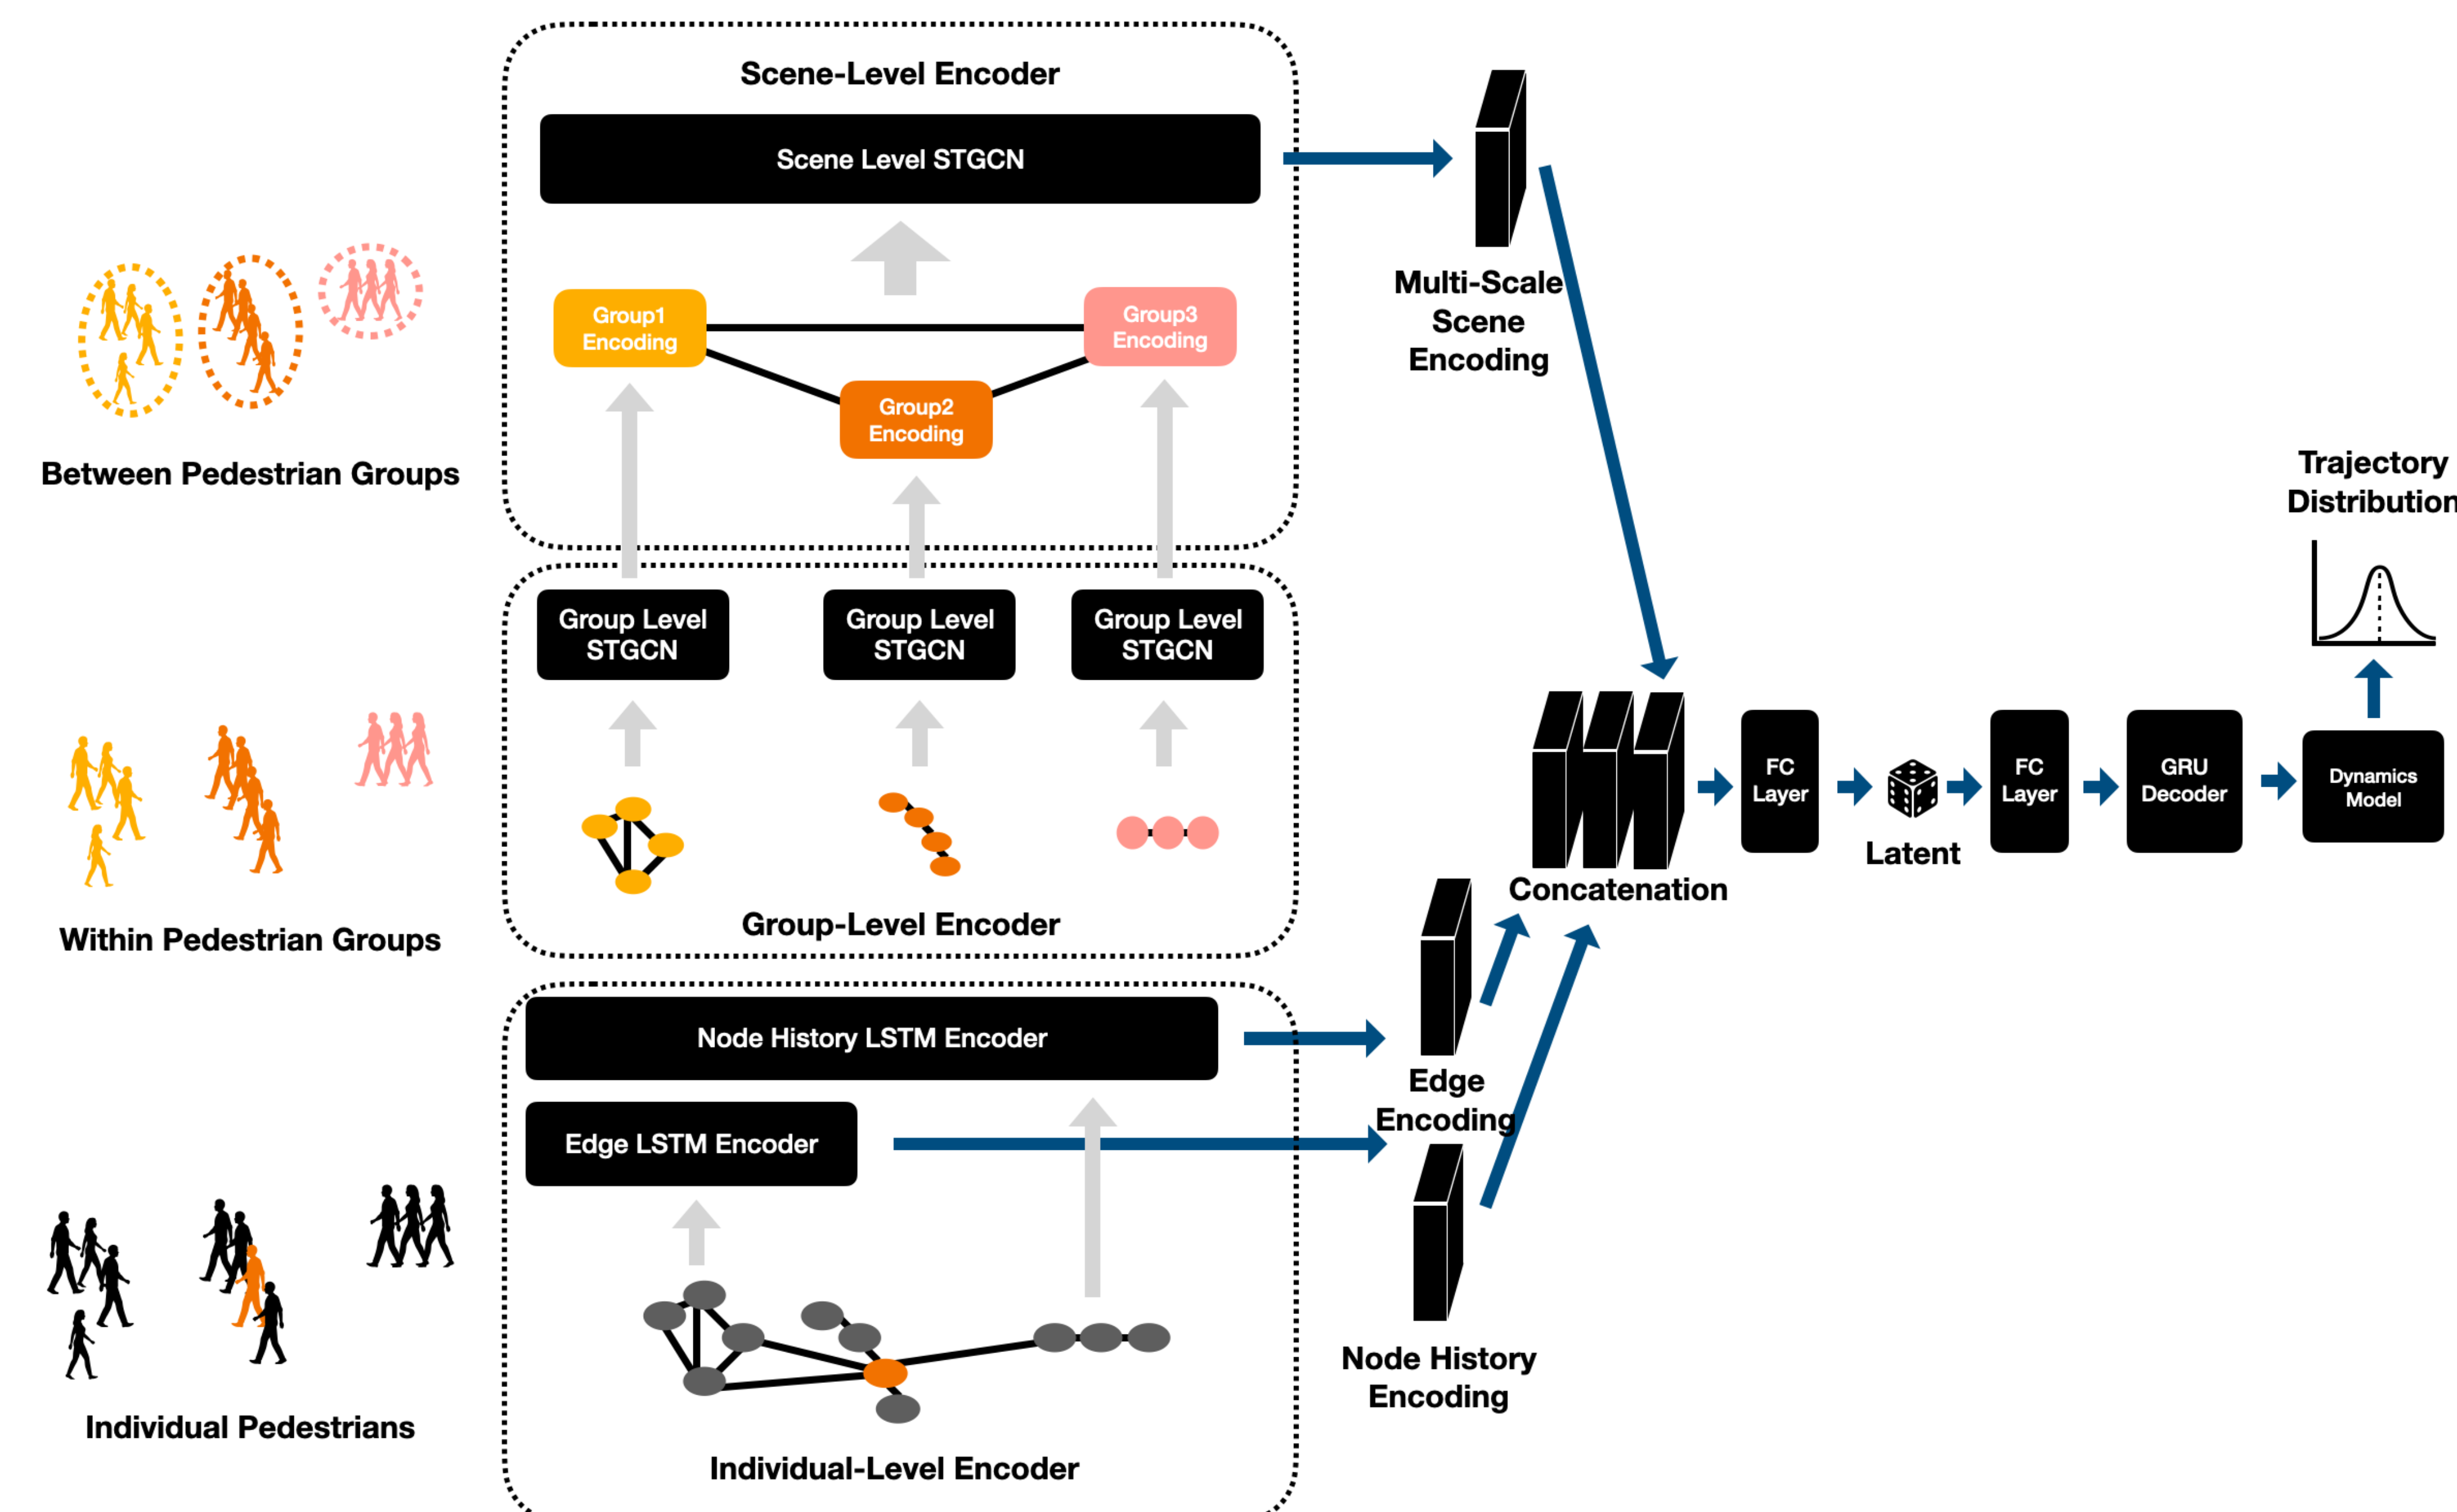 Scene-Level Encoder
Scene Level STGCN
Group1
Encoding
Group3
Encoding
Group2
Encoding
Multi-Scale
Scene
Encoding
Between Pedestrian Groups
Group Level
STGCN
Group Level
STGCN
Group Level
STGCN
Group-Level Encoder
Within Pedestrian Groups
Trajectory
Distribution
FC
Layer
Latent
FC
Layer
GRU
Decoder
Dynamics
Model
Concatenation
Node History LSTM Encoder
Edge LSTM Encoder
Edge
Encoding
Node History
Encoding
Individual Pedestrians
Individual-Level Encoder